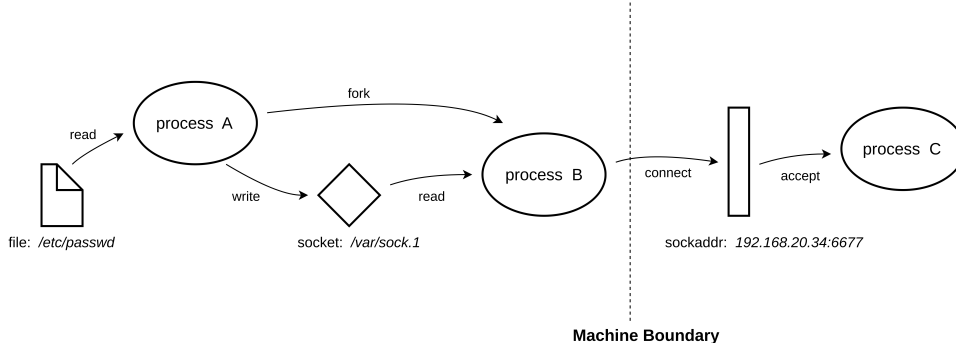 fork
process A
read
process B
process C
connect
accept
write
read
file: /etc/passwd
socket: /var/sock.1
sockaddr: 192.168.20.34:6677
Machine Boundary